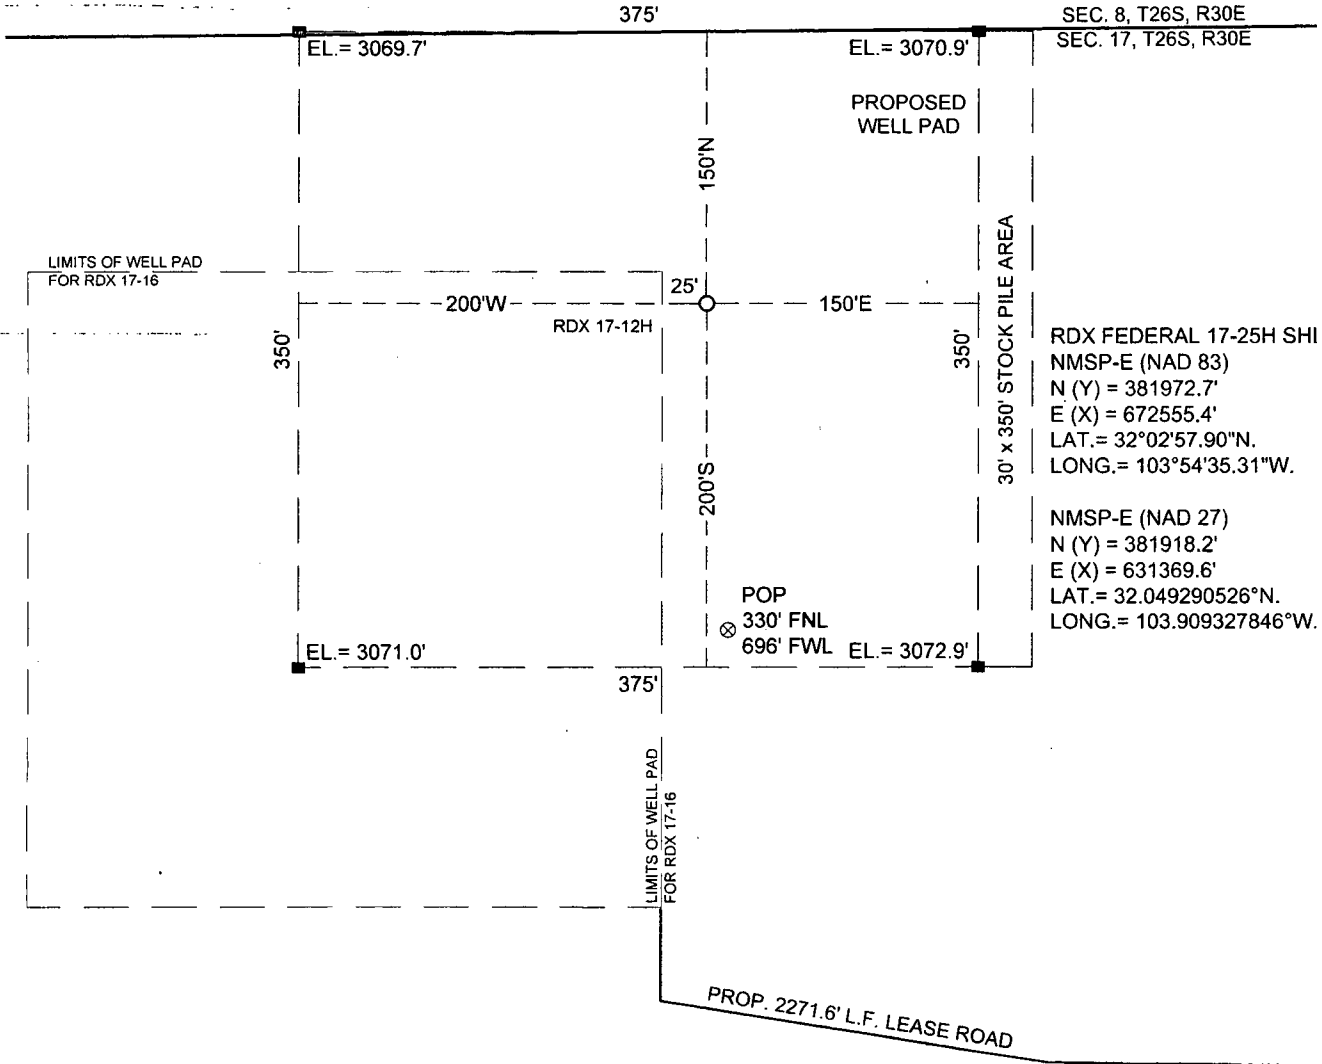 375'
SEC. 8, T26S, R30E
SEC. 17, T26S, R30E
EL.= 3069.7'
EL.= 3070.9'
PROPOSED
WELL PAD
150'N
30' x 350' STOCK PILE AREA
LIMITS OF WELL PAD
FOR RDX 17-16
25'
200'W
150'E
RDX 17-12H
350'
350'
RDX FEDERAL 17-25H SHL
NMSP-E (NAD 83)
N (Y) = 381972.7'
E (X) = 672555.4'
LAT.= 32°02'57.90"N.
LONG.= 103°54'35.31"W.
200'S
NMSP-E (NAD 27)
N (Y) = 381918.2'
E (X) = 631369.6'
LAT.= 32.049290526°N.
LONG.= 103.909327846°W.
POP
330' FNL
696' FWL
EL.= 3071.0'
EL.= 3072.9'
375'
LIMITS OF WELL PAD
FOR RDX 17-16
PROP. 2271.6' L.F. LEASE ROAD